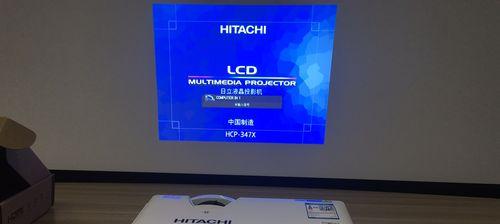 HITACHI
LCD
MULTIMEDIA PROJECTOR
日立液晶投影机
COMPUTER IN 1
中国制造
HCP-347X
HITACHI